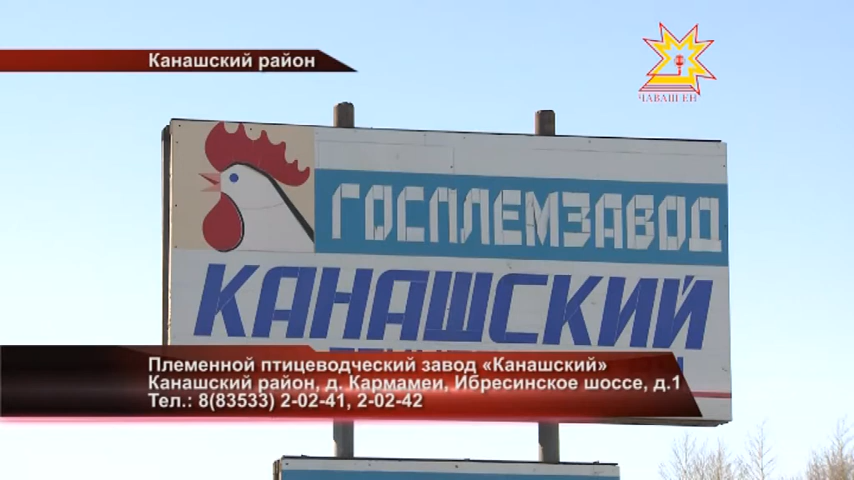 Канашский район
ЧАВАШ ЕН
ГОСПЛЕМЗАВОД
КАНАШСКИЙ
Племенной птицеводческий завод «Канашский»
Канашский район, д. Кармамеи, Ибресинское шоссе, д.1
Тел.: 8(83533) 2-02-41, 2-02-42